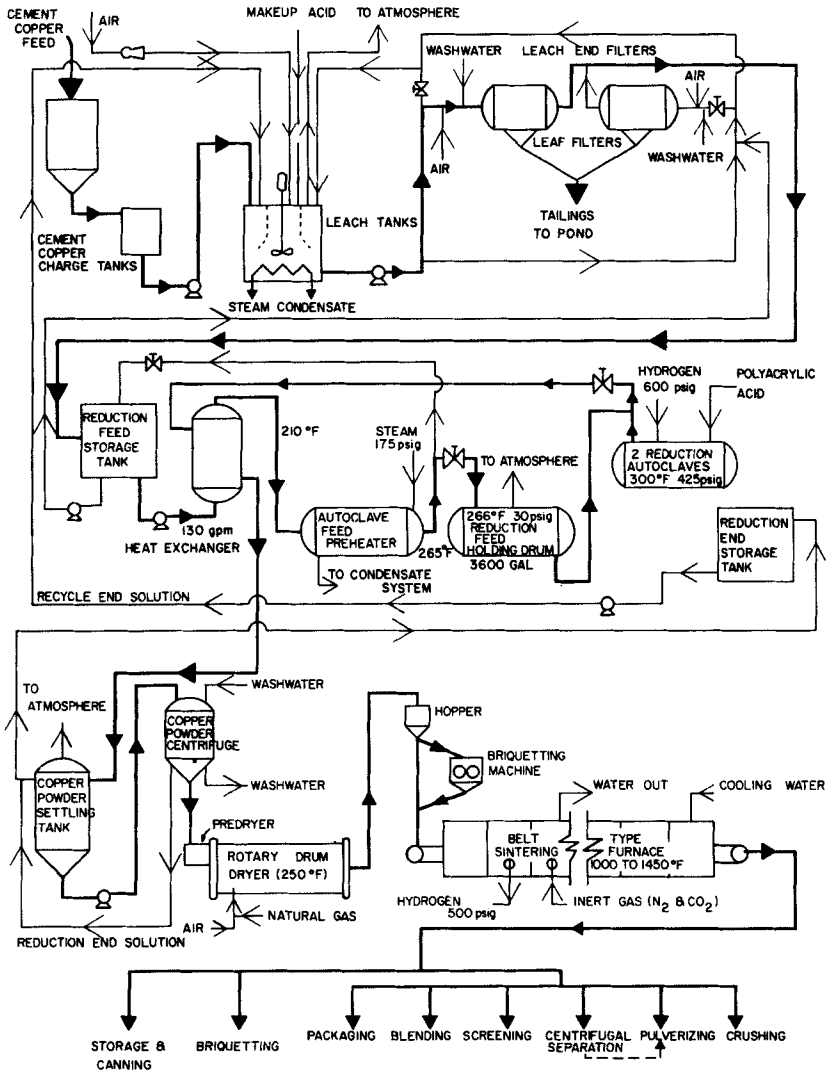 CEMENT
COPPER
FEED
AIR
MAKEUP ACID
TO ATMOSPHERE
WASHWATER
LEACH END FILTERS
AIR
LEAF FILTERS
AIR
WASHWATER
TAILINGS
TO POND
LEACH TANKS
CEMENT
COPPER
CHARGE TANKS
STEAM CONDENSATE
HYDROGEN
600 psig
POLYACRYLIC
ACID
REDUCTION
FEED
STORAGE
TANK
210 °F
STEAM
175 psig
TO ATMOSPHERE
2 REDUCTION
AUTOCLAVES
300°F 425psig
130 gpm
HEAT EXCHANGER
AUTOCLAVE
FEED
PREHEATER
265°F
266°F 30psig
REDUCTION
FEED
HOLDING DRUM
3600 GAL
REDUCTION
END
STORAGE
TANK
TO CONDENSATE
SYSTEM
RECYCLE END SOLUTION
TO
ATMOSPHERE
WASHWATER
COPPER
POWDER
CENTRIFUGE
HOPPER
BRIQUETTING
MACHINE
COPPER
POWDER
SETTLING
TANK
WASHWATER
WATER OUT
COOLING WATER
PREDRYER
ROTARY DRUM
DRYER (250 °F)
BELT
SINTERING
TYPE
FURNACE
1000 TO 1450°F
HYDROGEN
500 psig
INERT GAS (N2 & CO2)
NATURAL GAS
AIR
REDUCTION END SOLUTION
STORAGE &
CANNING
BRIQUETTING
PACKAGING
BLENDING
SCREENING
CENTRIFUGAL
SEPARATION
PULVERIZING
CRUSHING